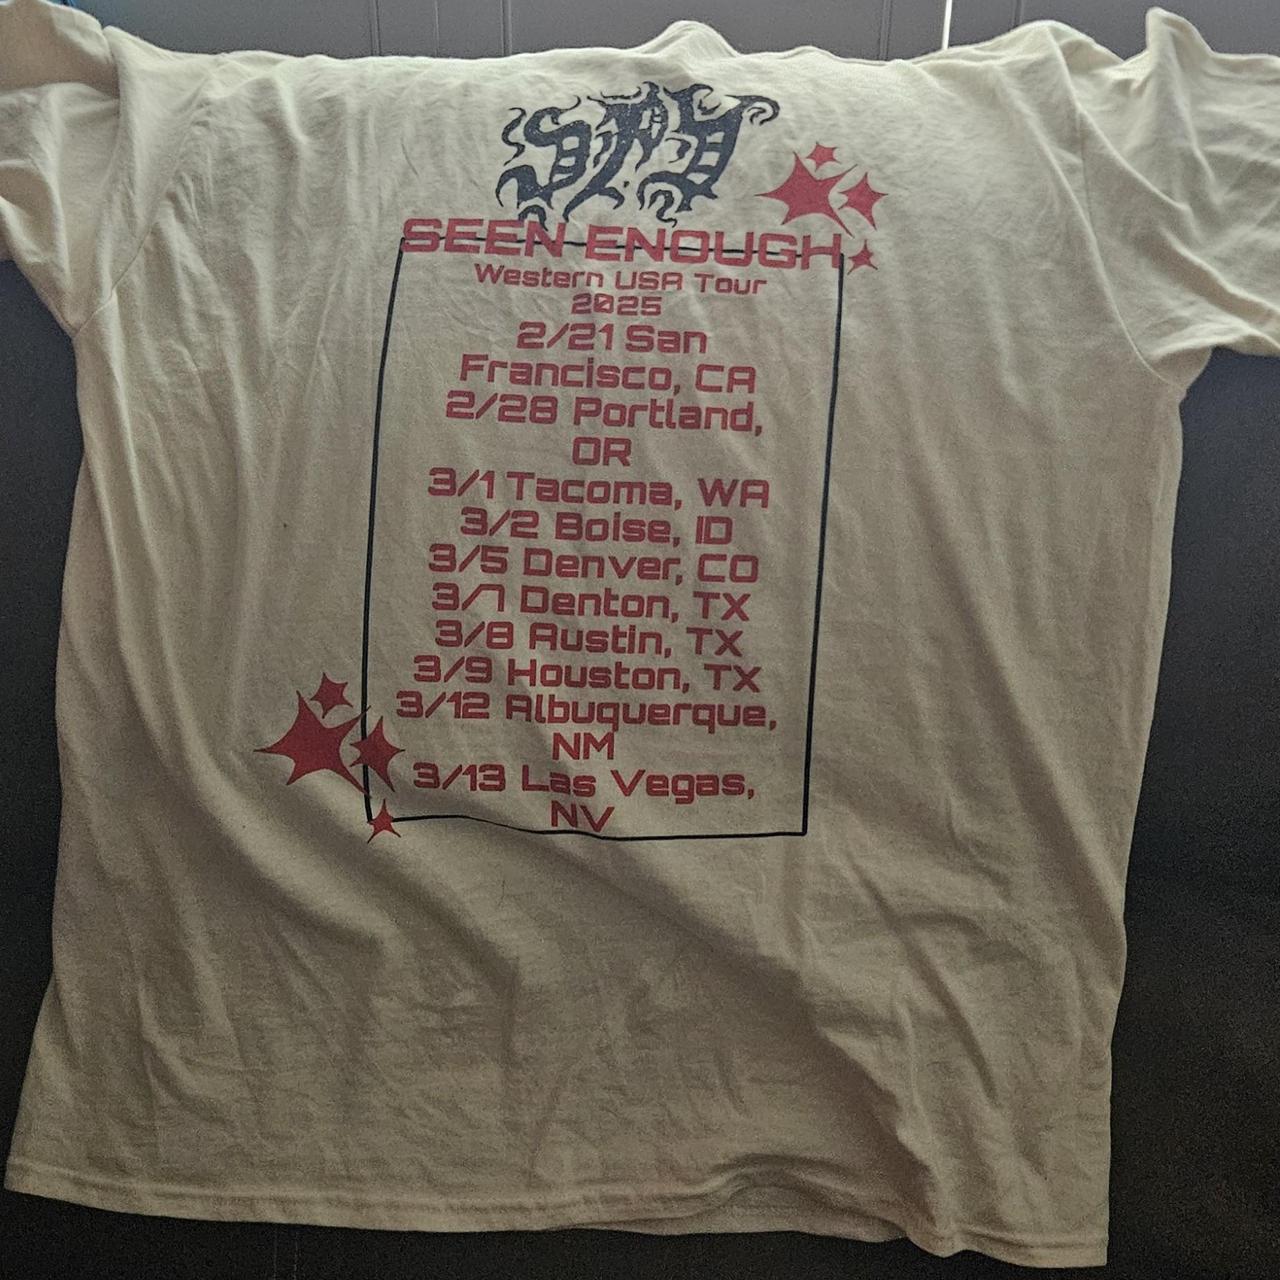 SPY
SEEN ENOUGH
Western USA Tour
2025
2/21 San
Francisco, CA
2/28 Portland,
OR
3/1 Tacoma, WA
3/2 Boise, ID
3/5 Denver, CO
3/7 Denton, TX
3/8 Austin, TX
3/9 Houston, TX
3/12 Albuquerque,
NM
3/13 Las Vegas,
NV